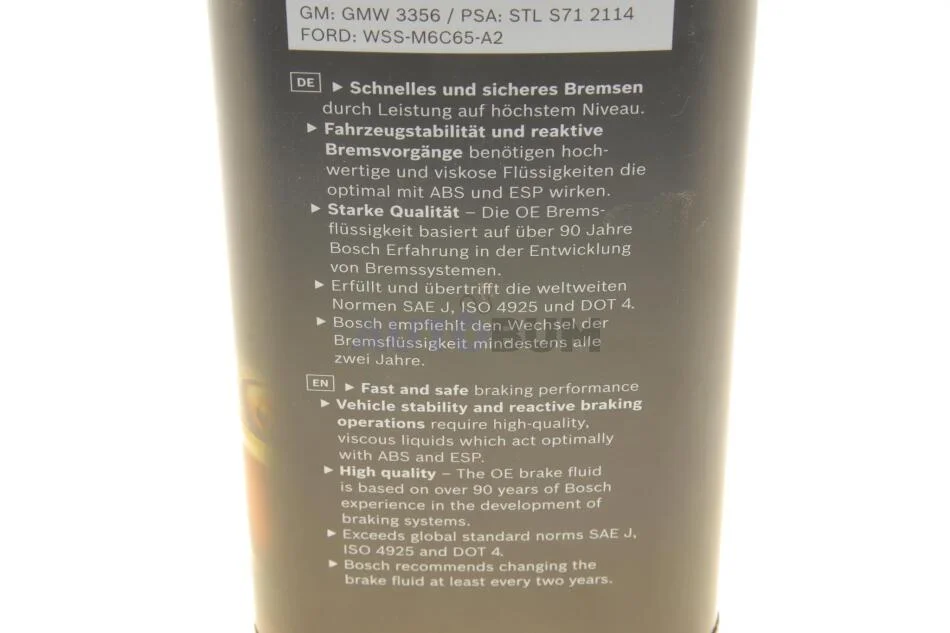 GM: GMW 3356 / PSA: STL S71 2114
FORD: WSS-M6C65-A2
DE ► Schnelles und sicheres Bremsen
durch Leistung auf höchstem Niveau.
► Fahrzeugstabilität und reaktive
Bremsvorgänge benötigen hoch-
wertige und viskose Flüssigkeiten die
optimal mit ABS und ESP wirken.
► Starke Qualität – Die OE Brems-
flüssigkeit basiert auf über 90 Jahre
Bosch Erfahrung in der Entwicklung
von Bremssystemen.
► Erfüllt und übertrifft die weltweiten
Normen SAE J, ISO 4925 und DOT 4.
► Bosch empfiehlt den Wechsel der
Bremsflüssigkeit mindestens alle
zwei Jahre.
AUTOBUM
EN ► Fast and safe braking performance
► Vehicle stability and reactive braking
operations require high-quality,
viscous liquids which act optimally
with ABS and ESP.
► High quality – The OE brake fluid
is based on over 90 years of Bosch
experience in the development of
braking systems.
► Exceeds global standard norms SAE J,
ISO 4925 and DOT 4.
► Bosch recommends changing the
brake fluid at least every two years.